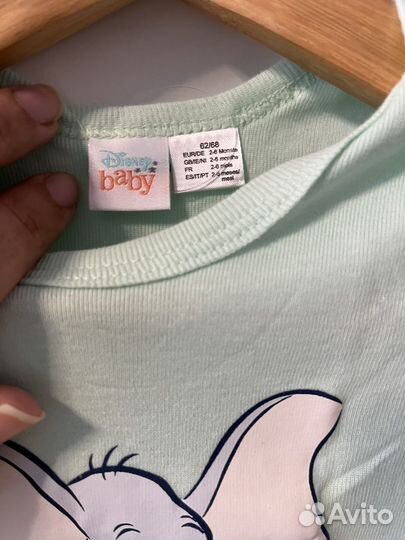 Disney
baby
62/68
EUR/DE 2-6 Monate
GB/IE/NI 2-6 months
FR 2-6 mois
ES/IT/PT 2-6 meses/
mesi
Avito